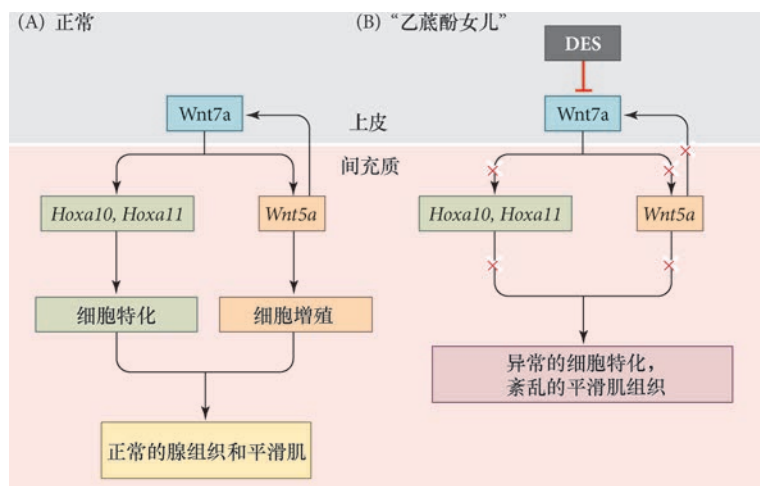 (A) 正常
Wnt7a
上皮
间充质
Hoxa10, Hoxa11
Wnt5a
细胞特化
细胞增殖
正常的腺组织和平滑肌
(B) “乙蔗酚女儿”
DES
Wnt7a
Hoxa10, Hoxa11
Wnt5a
异常的细胞特化,
紊乱的平滑肌组织